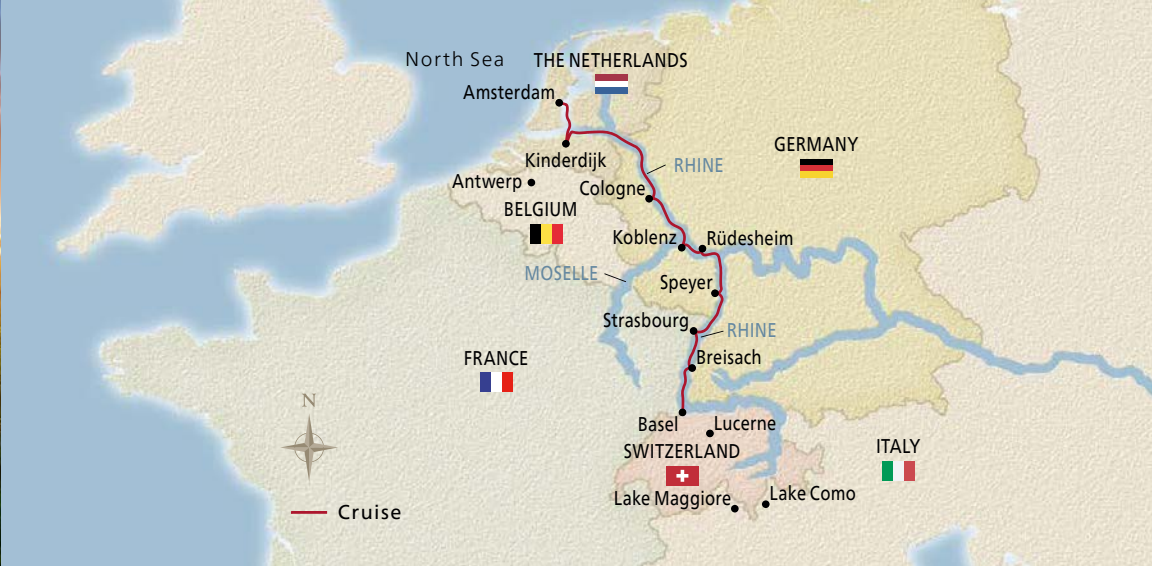 North Sea
THE NETHERLANDS
Amsterdam
GERMANY
Kinderdijk
RHINE
Antwerp
Cologne
BELGIUM
Koblenz
Rüdesheim
MOSELLE
Speyer
Strasbourg
RHINE
FRANCE
Breisach
N
Basel
Lucerne
SWITZERLAND
ITALY
Lake Maggiore
Lake Como
Cruise